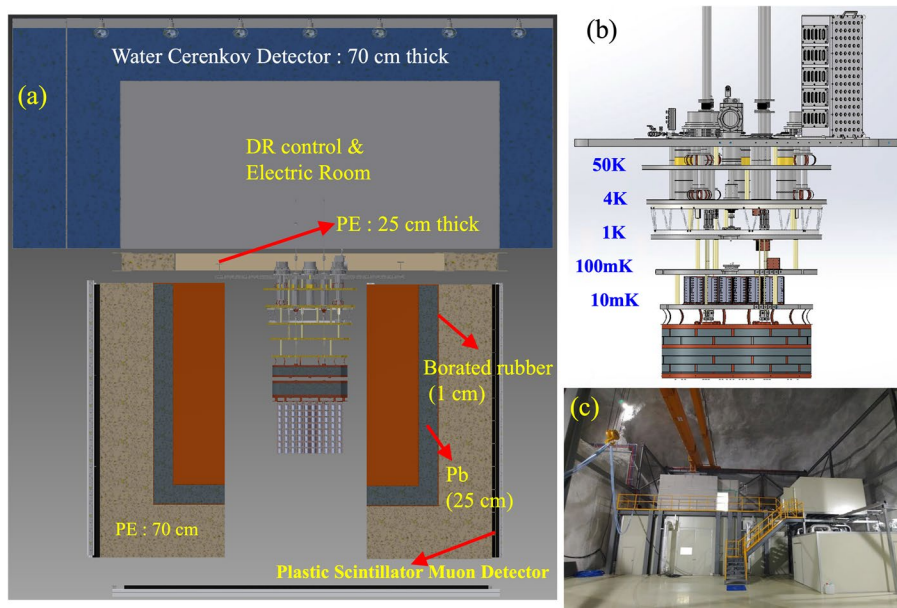 (a)
Water Cerenkov Detector : 70 cm thick
DR control &
Electric Room
PE : 25 cm thick
Borated rubber
(1 cm)
Pb
(25 cm)
PE : 70 cm
Plastic Scintillator Muon Detector
(b)
50K
4K
1K
100mK
10mK
(c)